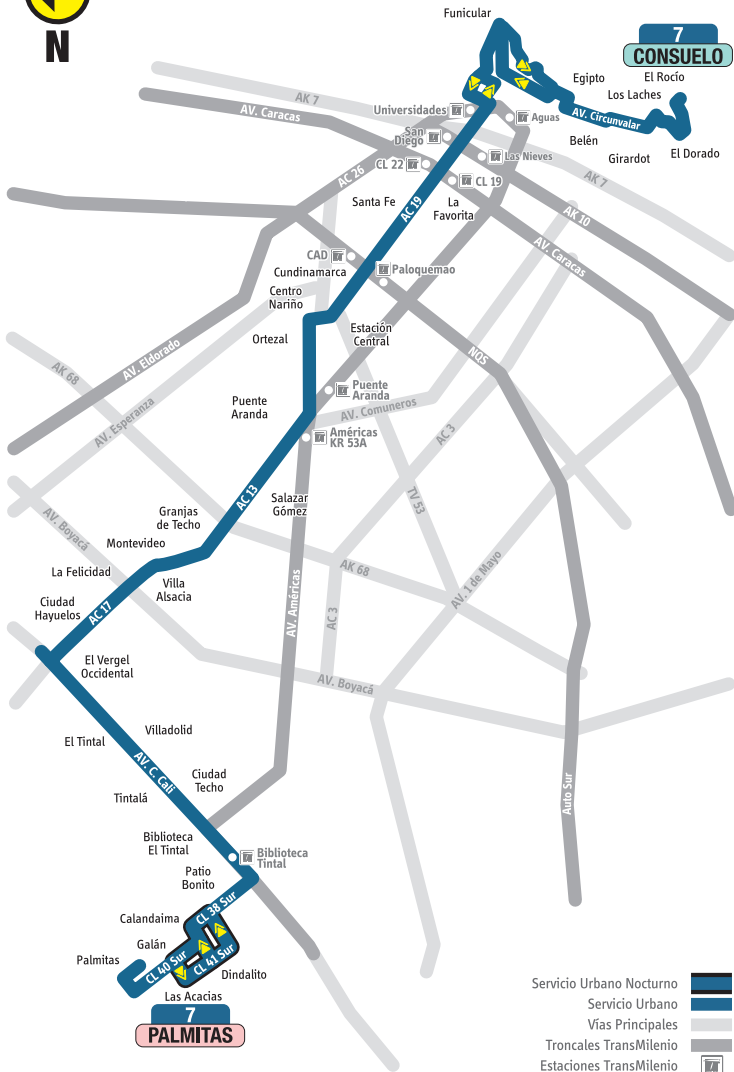 N
Funicular
7
CONSUELO
El Rocío
Egipto
Los Laches
AK 7
AV. Caracas
Universidades
Aguas
AV. Circunvalar
San
Diego
Belén
Girardot
El Dorado
Las Nieves
CL 22
AC 26
CL 19
AK 7
Santa Fe
AC 19
La
Favorita
AK 10
AV. Caracas
CAD
Cundinamarca
Paloquemao
Centro
Nariño
Ortezal
Estación
Central
NQS
AV. Eldorado
AK 68
Puente
Aranda
Puente
Aranda
AV. Esperanza
AV. Comuneros
Américas
KR 53A
AC 3
AC 13
Salazar
Gómez
TV 53
Granjas
de Techo
AV. Boyacá
Montevideo
La Felicidad
Villa
Alsacia
AK 68
AV. 1 de Mayo
Ciudad
Hayuelos
AC 17
AV. Américas
AC 3
El Vergel
Occidental
AV. Boyacá
Villadolid
El Tintal
AV. C. Cali
Ciudad
Techo
Tintalá
Auto Sur
Biblioteca
El Tintal
Biblioteca
Tintal
Patio
Bonito
CL 38 Sur
Calandaima
Galán
Palmitas
CL 40 Sur
CL 41 Sur
Dindalito
Las Acacias
7
PALMITAS
Servicio Urbano Nocturno
Servicio Urbano
Vías Principales
Troncales TransMilenio
Estaciones TransMilenio